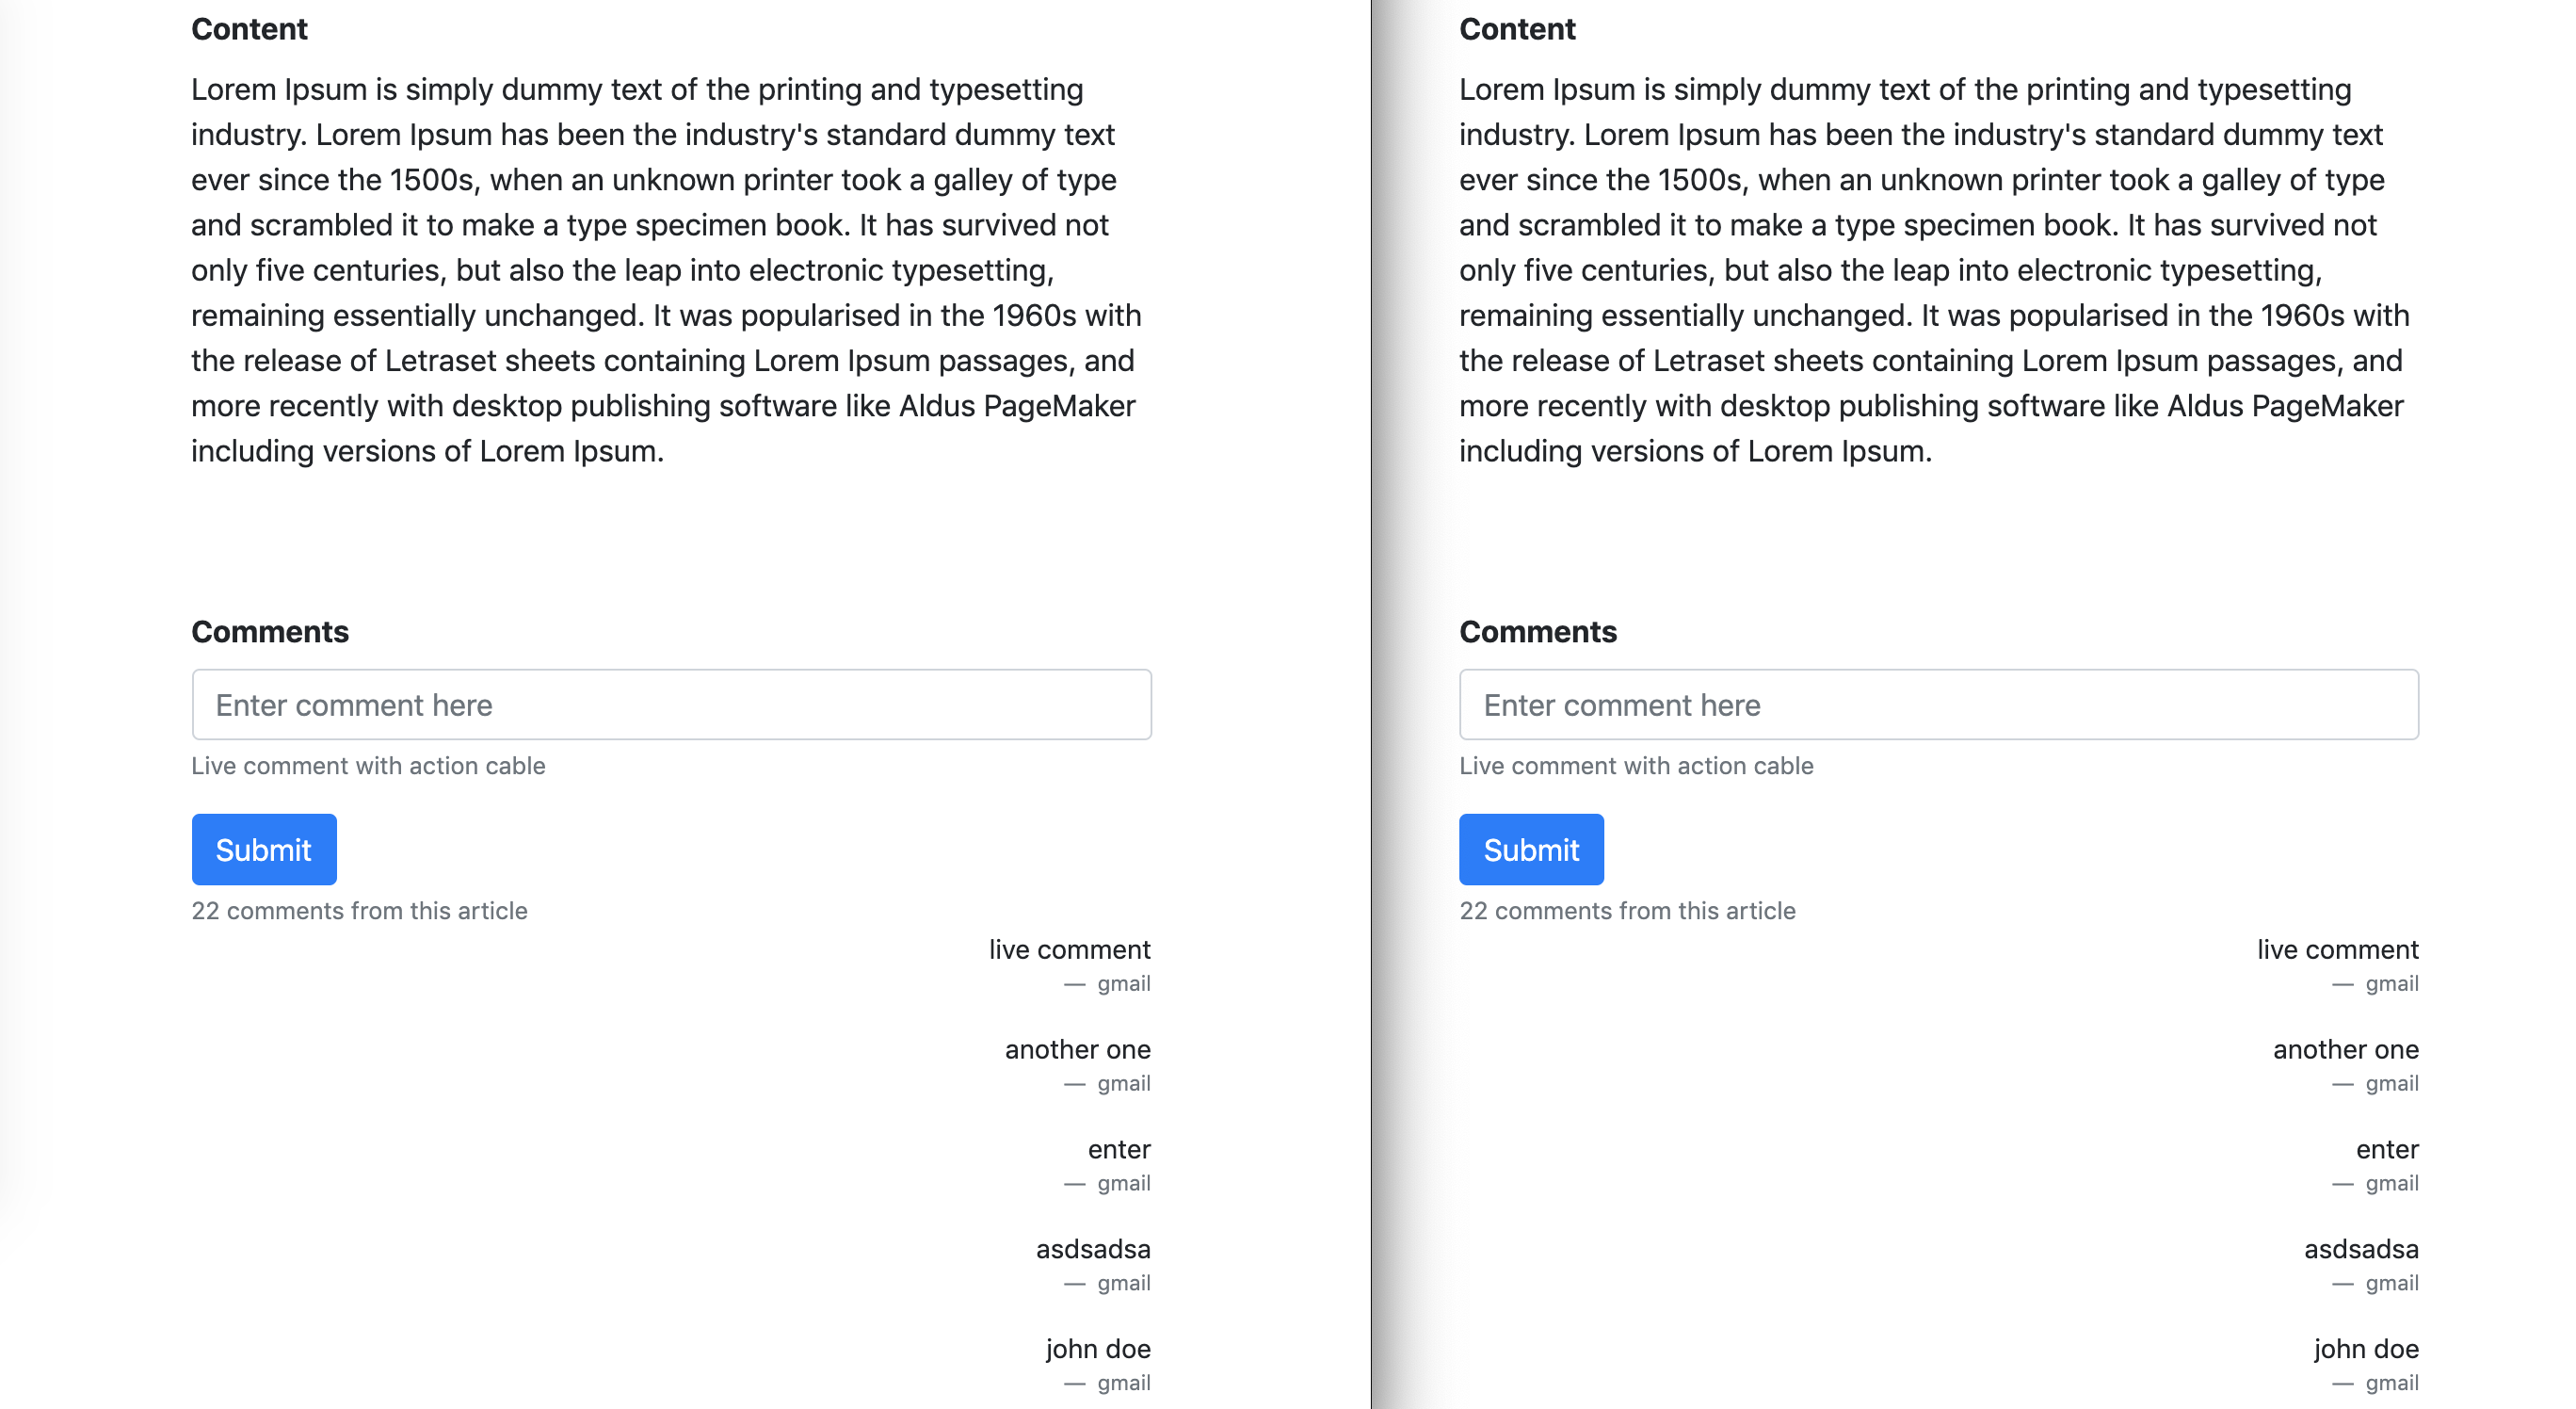 Content
Lorem Ipsum is simply dummy text of the printing and typesetting
industry. Lorem Ipsum has been the industry's standard dummy text
ever since the 1500s, when an unknown printer took a galley of type
and scrambled it to make a type specimen book. It has survived not
only five centuries, but also the leap into electronic typesetting,
remaining essentially unchanged. It was popularised in the 1960s with
the release of Letraset sheets containing Lorem Ipsum passages, and
more recently with desktop publishing software like Aldus PageMaker
including versions of Lorem Ipsum.
Comments
Enter comment here
Live comment with action cable
Submit
22 comments from this article
live comment
— gmail
another one
— gmail
enter
— gmail
asdsadsa
— gmail
john doe
— gmail
Content
Lorem Ipsum is simply dummy text of the printing and typesetting
industry. Lorem Ipsum has been the industry's standard dummy text
ever since the 1500s, when an unknown printer took a galley of type
and scrambled it to make a type specimen book. It has survived not
only five centuries, but also the leap into electronic typesetting,
remaining essentially unchanged. It was popularised in the 1960s with
the release of Letraset sheets containing Lorem Ipsum passages, and
more recently with desktop publishing software like Aldus PageMaker
including versions of Lorem Ipsum.
Comments
Enter comment here
Live comment with action cable
Submit
22 comments from this article
live comment
— gmail
another one
— gmail
enter
— gmail
asdsadsa
— gmail
john doe
— gmail